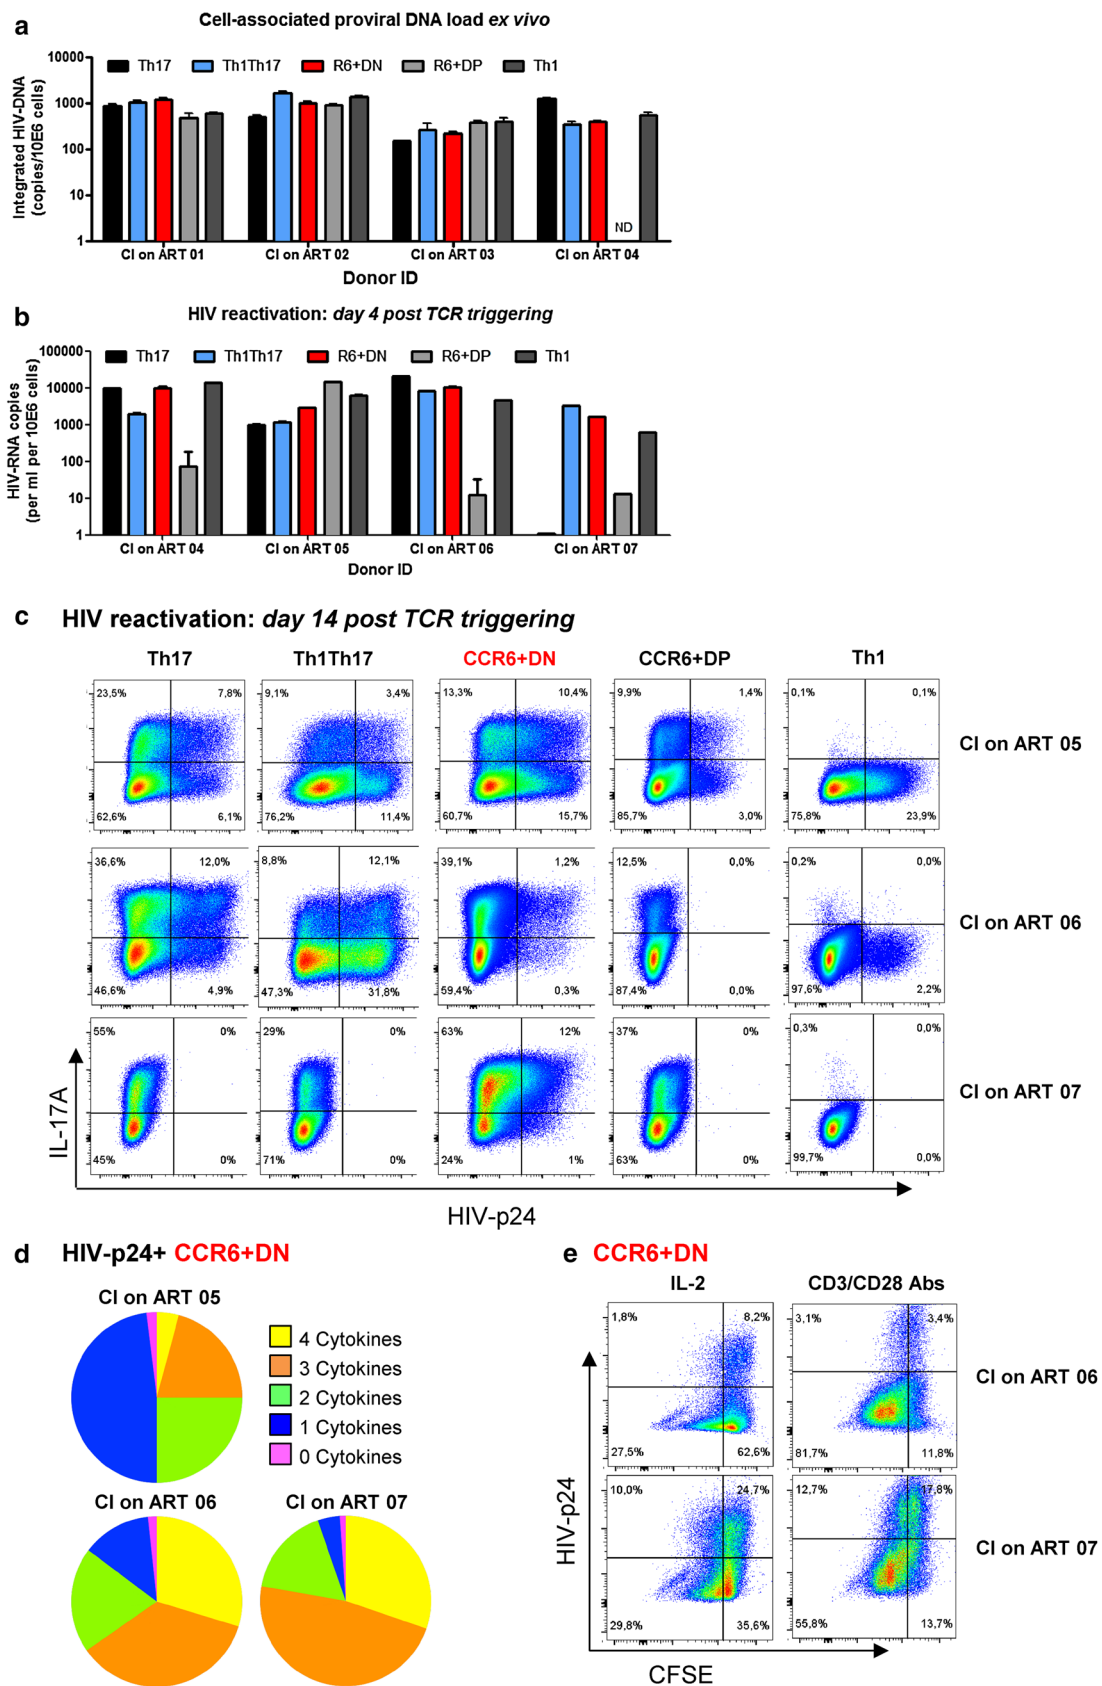 a
Cell-associated proviral DNA load ex vivo
Integrated HIV-DNA
(copies/10E6 cells)
10000
1000
100
10
1
Th17 Th1Th17 R6+DN R6+DP Th1
ND
CI on ART 01 CI on ART 02 CI on ART 03 CI on ART 04
Donor ID
b
HIV reactivation: day 4 post TCR triggering
HIV-RNA copies
(per ml per 10E6 cells)
100000
10000
1000
100
10
1
Th17 Th1Th17 R6+DN R6+DP Th1
CI on ART 04 CI on ART 05 CI on ART 06 CI on ART 07
Donor ID
c HIV reactivation: day 14 post TCR triggering
Th17 Th1Th17 CCR6+DN CCR6+DP Th1
23,5% 7,8% 9,1% 3,4% 13,3% 10,4% 9,9% 1,4% 0,1% 0,1%
CI on ART 05
62,6% 6,1% 76,2% 11,4% 60,7% 15,7% 85,7% 3,0% 75,8% 23,9%
36,6% 12,0% 8,8% 12,1% 39,1% 1,2% 12,5% 0,0% 0,2% 0,0%
CI on ART 06
46,6% 4,9% 47,3% 31,8% 59,4% 0,3% 87,4% 0,0% 97,6% 2,2%
55% 0% 29% 0% 63% 12% 37% 0% 0,3% 0,0%
CI on ART 07
45% 0% 71% 0% 24% 1% 63% 0% 99,7% 0,0%
IL-17A
HIV-p24
d HIV-p24+ CCR6+DN
CI on ART 05
4 Cytokines
3 Cytokines
2 Cytokines
1 Cytokines
0 Cytokines
CI on ART 06 CI on ART 07
e CCR6+DN
IL-2 CD3/CD28 Abs
1,8% 8,2% 3,1% 3,4%
CI on ART 06
27,5% 62,6% 81,7% 11,8%
10,0% 24,7% 12,7% 17,8%
CI on ART 07
29,8% 35,6% 55,8% 13,7%
HIV-p24
CFSE